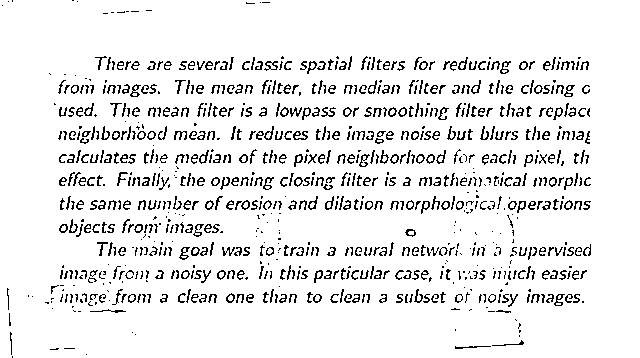 There are several classic spatial filters for reducing or elimin
from images. The mean filter, the median filter and the closing o
used. The mean filter is a lowpass or smoothing filter that replace
neighborhood mean. It reduces the image noise but blurs the imag
calculates the median of the pixel neighborhood for each pixel, th
effect. Finally, the opening closing filter is a mathematical morpho
the same number of erosion and dilation morphological operations
objects from images.
The main goal was to train a neural network in a supervised
image from a noisy one. In this particular case, it was much easier
image from a clean one than to clean a subset of noisy images.